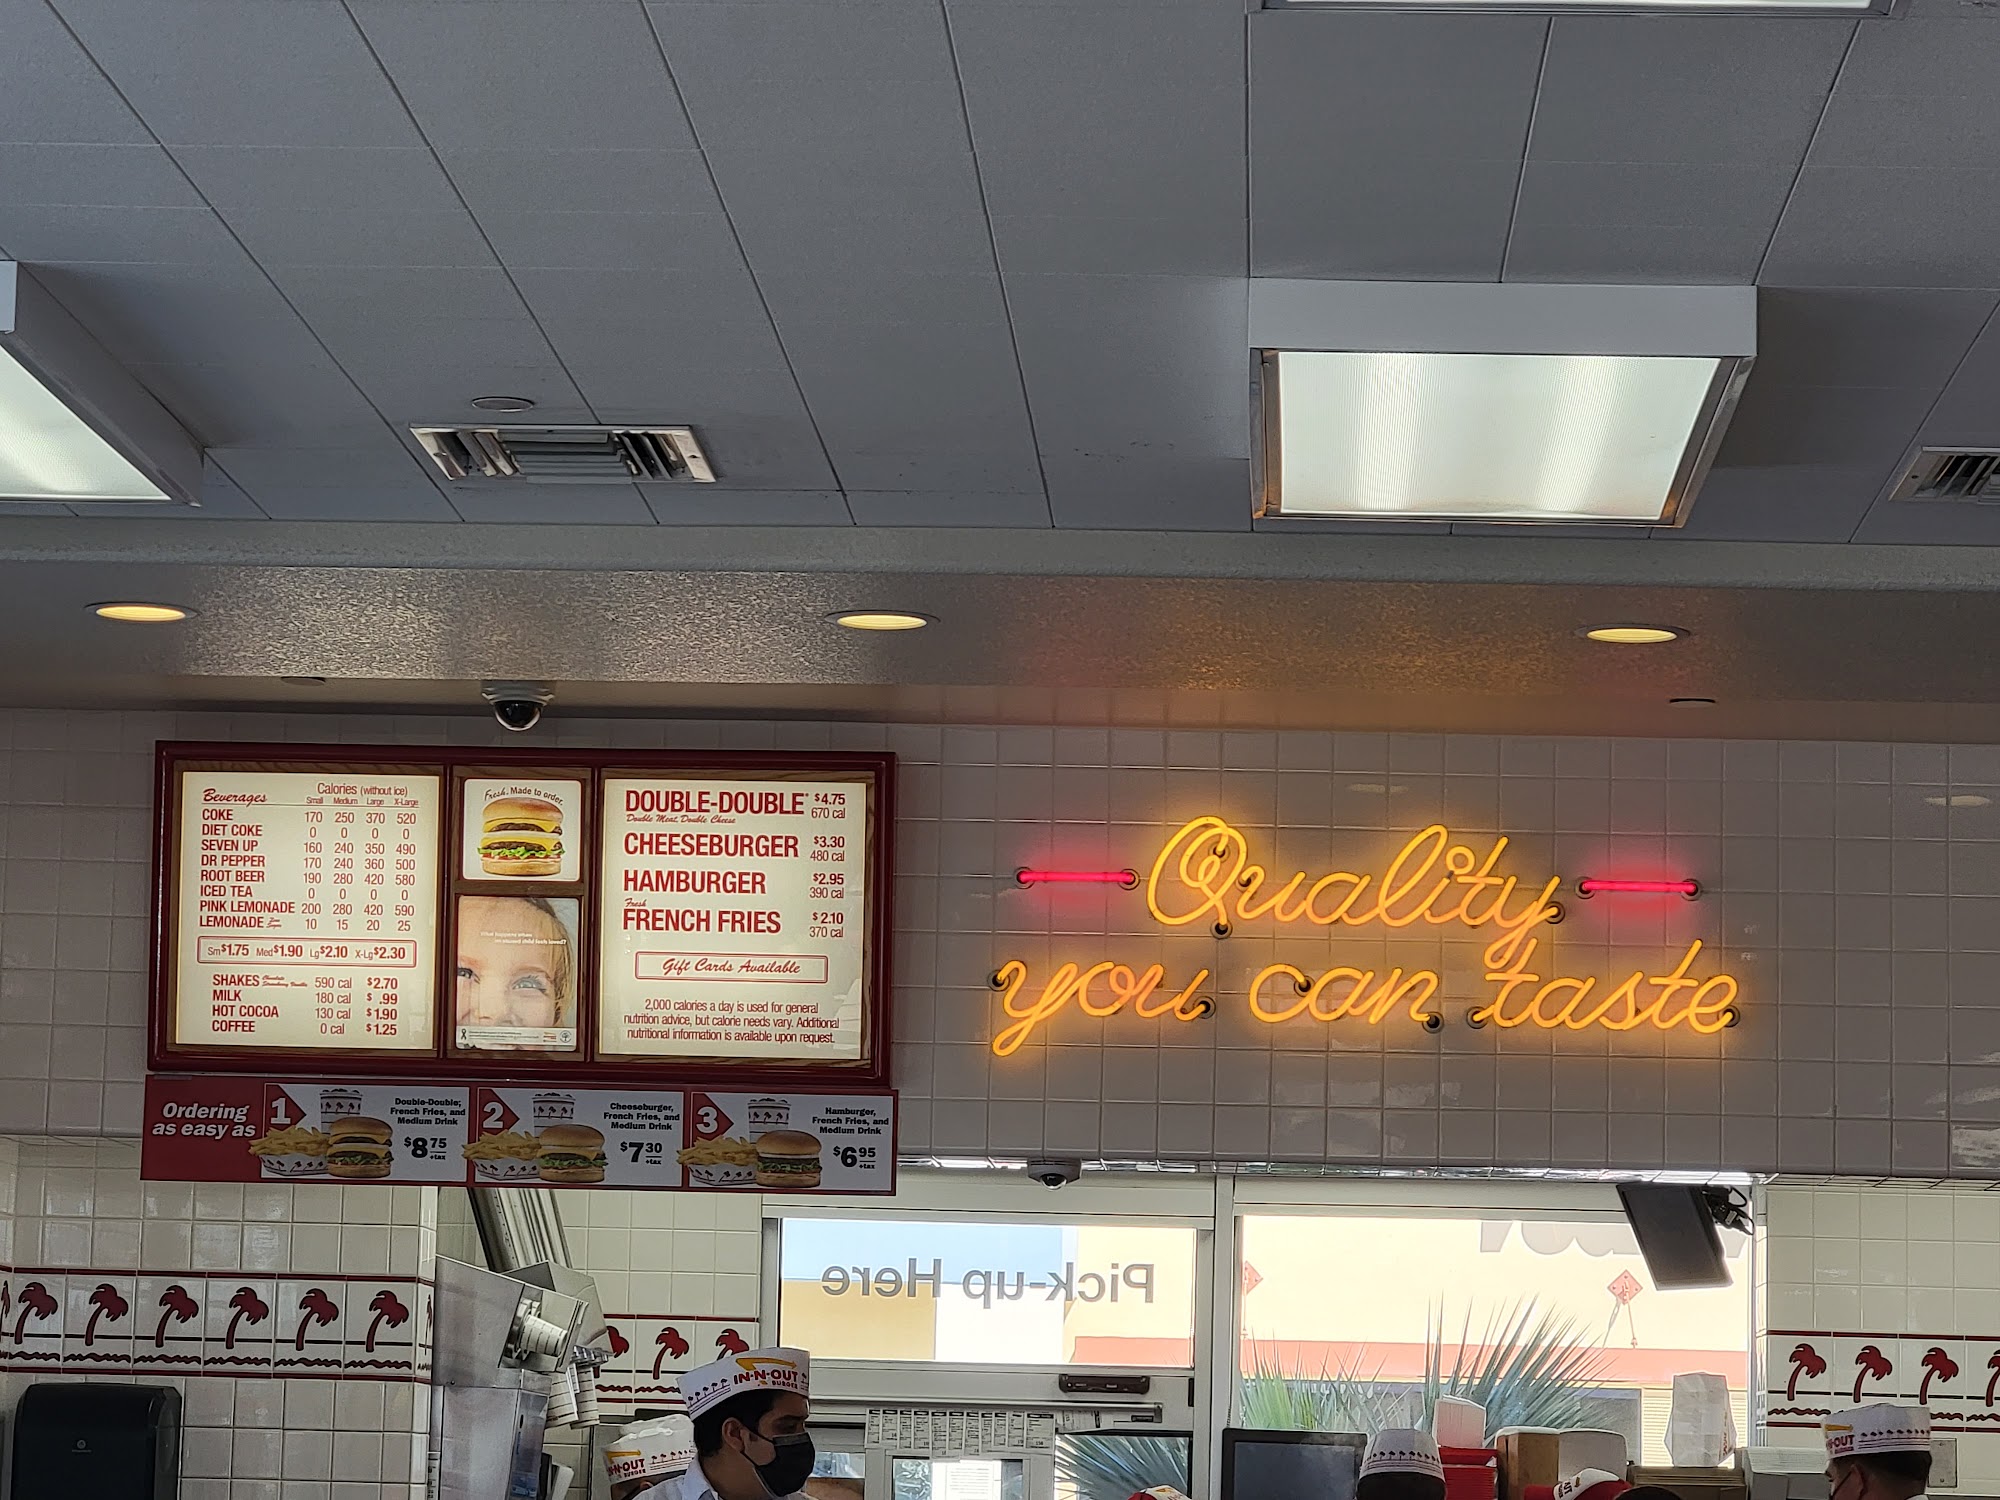 Beverages
Calories (without ice)
Small Medium Large X-Large
COKE 170 250 370 520
DIET COKE 0 0 0 0
SEVEN UP 160 240 350 490
DR PEPPER 170 240 360 500
ROOT BEER 190 280 420 580
ICED TEA 0 0 0 0
PINK LEMONADE 200 280 420 590
LEMONADE 10 15 20 25
Sm $1.75 Med $1.90 Lg $2.10 X-Lg $2.30
SHAKES Chocolate Strawberry Vanilla 590 cal $2.70
MILK 180 cal $ .99
HOT COCOA 130 cal $1.90
COFFEE 0 cal $1.25
Fresh. Made to order.
DOUBLE-DOUBLE $4.75
Double Meat, Double Cheese 670 cal
CHEESEBURGER $3.30
480 cal
HAMBURGER $2.95
390 cal
Fresh
FRENCH FRIES $2.10
370 cal
Gift Cards Available
2,000 calories a day is used for general
nutrition advice, but calorie needs vary. Additional
nutritional information is available upon request.
Quality
you can taste
Ordering
as easy as
1
Double-Double,
French Fries, and
Medium Drink
$8 75
+tax
2
Cheeseburger,
French Fries, and
Medium Drink
$7 30
+tax
3
Hamburger,
French Fries, and
Medium Drink
$6 95
+tax
Pick-up Here
IN-N-OUT
BURGER